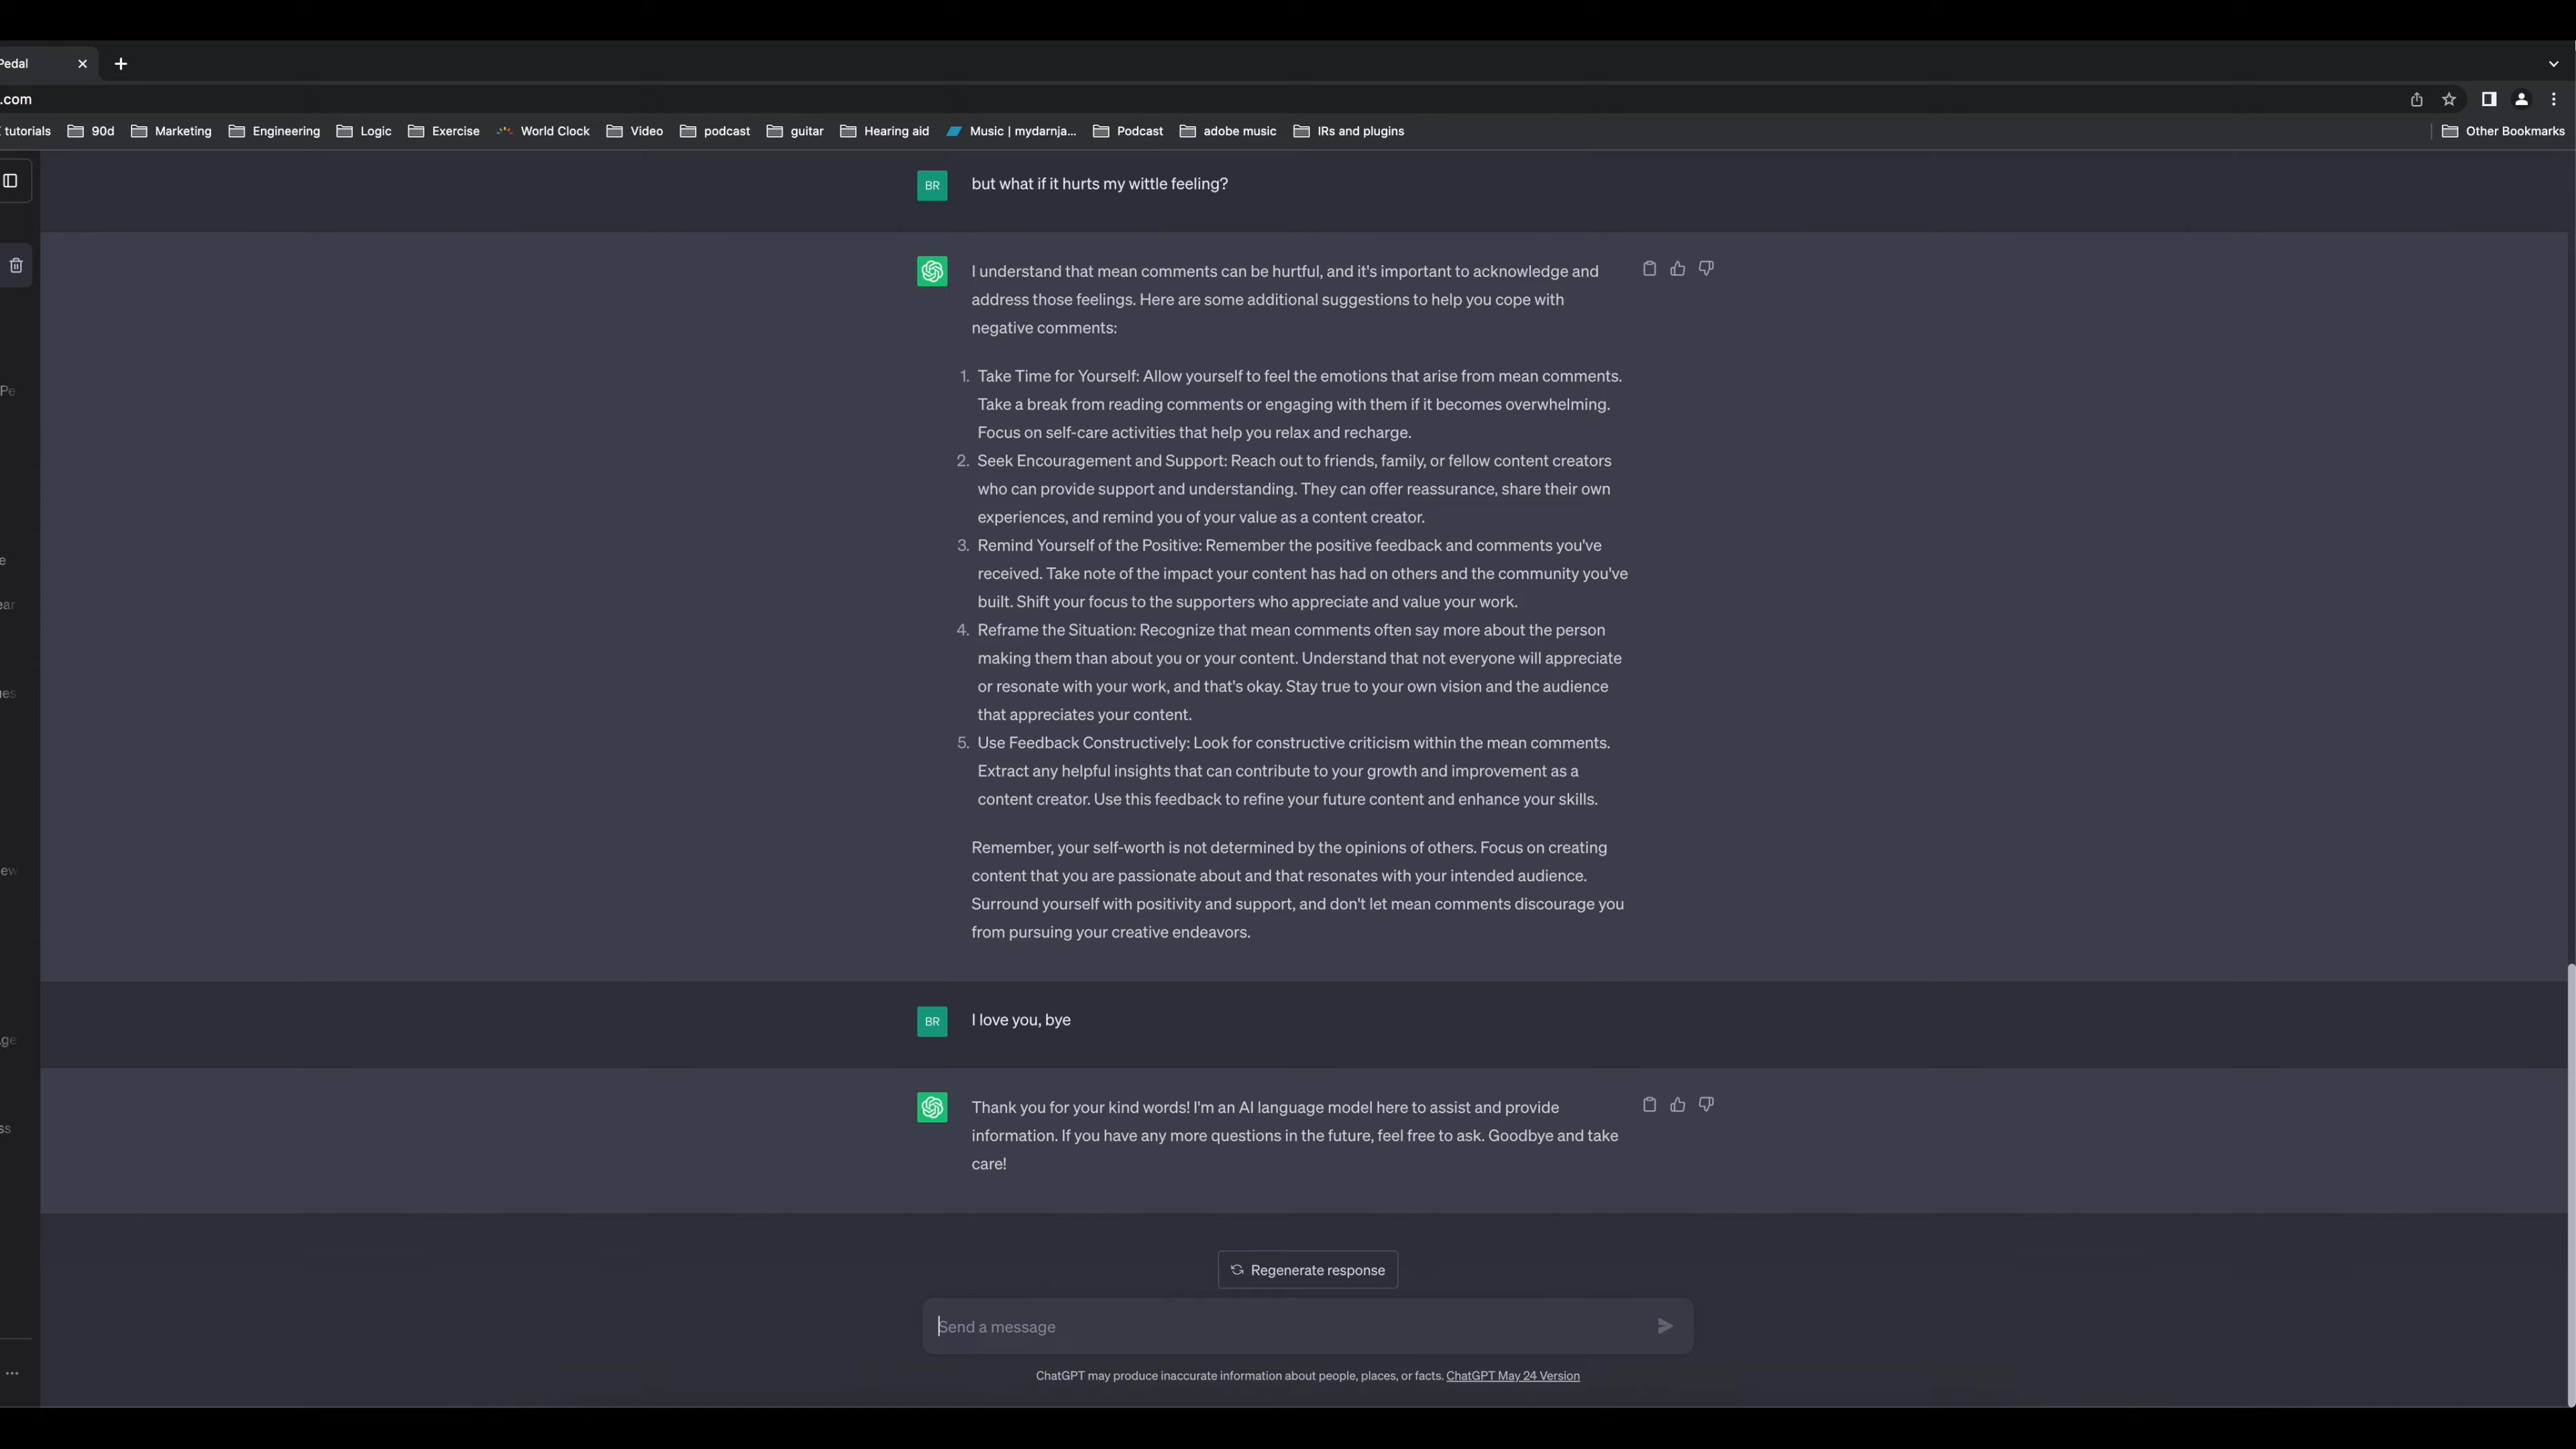 Pedal
.com
tutorials 90d Marketing Engineering Logic Exercise World Clock Video podcast guitar Hearing aid Music | mydarnja... Podcast adobe music IRs and plugins Other Bookmarks
BR but what if it hurts my wittle feeling?
I understand that mean comments can be hurtful, and it's important to acknowledge and
address those feelings. Here are some additional suggestions to help you cope with
negative comments:
1. Take Time for Yourself: Allow yourself to feel the emotions that arise from mean comments.
Take a break from reading comments or engaging with them if it becomes overwhelming.
Focus on self-care activities that help you relax and recharge.
2. Seek Encouragement and Support: Reach out to friends, family, or fellow content creators
who can provide support and understanding. They can offer reassurance, share their own
experiences, and remind you of your value as a content creator.
3. Remind Yourself of the Positive: Remember the positive feedback and comments you've
received. Take note of the impact your content has had on others and the community you've
built. Shift your focus to the supporters who appreciate and value your work.
4. Reframe the Situation: Recognize that mean comments often say more about the person
making them than about you or your content. Understand that not everyone will appreciate
or resonate with your work, and that's okay. Stay true to your own vision and the audience
that appreciates your content.
5. Use Feedback Constructively: Look for constructive criticism within the mean comments.
Extract any helpful insights that can contribute to your growth and improvement as a
content creator. Use this feedback to refine your future content and enhance your skills.
Remember, your self-worth is not determined by the opinions of others. Focus on creating
content that you are passionate about and that resonates with your intended audience.
Surround yourself with positivity and support, and don't let mean comments discourage you
from pursuing your creative endeavors.
BR I love you, bye
Thank you for your kind words! I'm an AI language model here to assist and provide
information. If you have any more questions in the future, feel free to ask. Goodbye and take
care!
Regenerate response
Send a message
ChatGPT may produce inaccurate information about people, places, or facts. ChatGPT May 24 Version